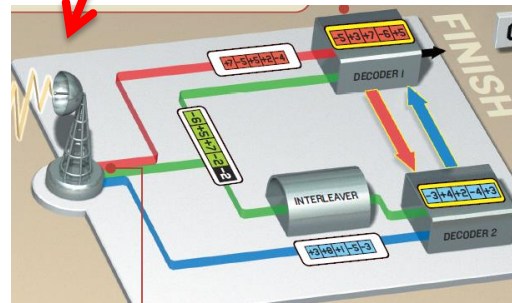 -5+3+7-6+5
+7-5+5+2-4
DECODER 1
FINISH
-6+5+7-2-2
INTERLEAVER
-3+4+2-4+3
DECODER 2
+3+6+1-5-3